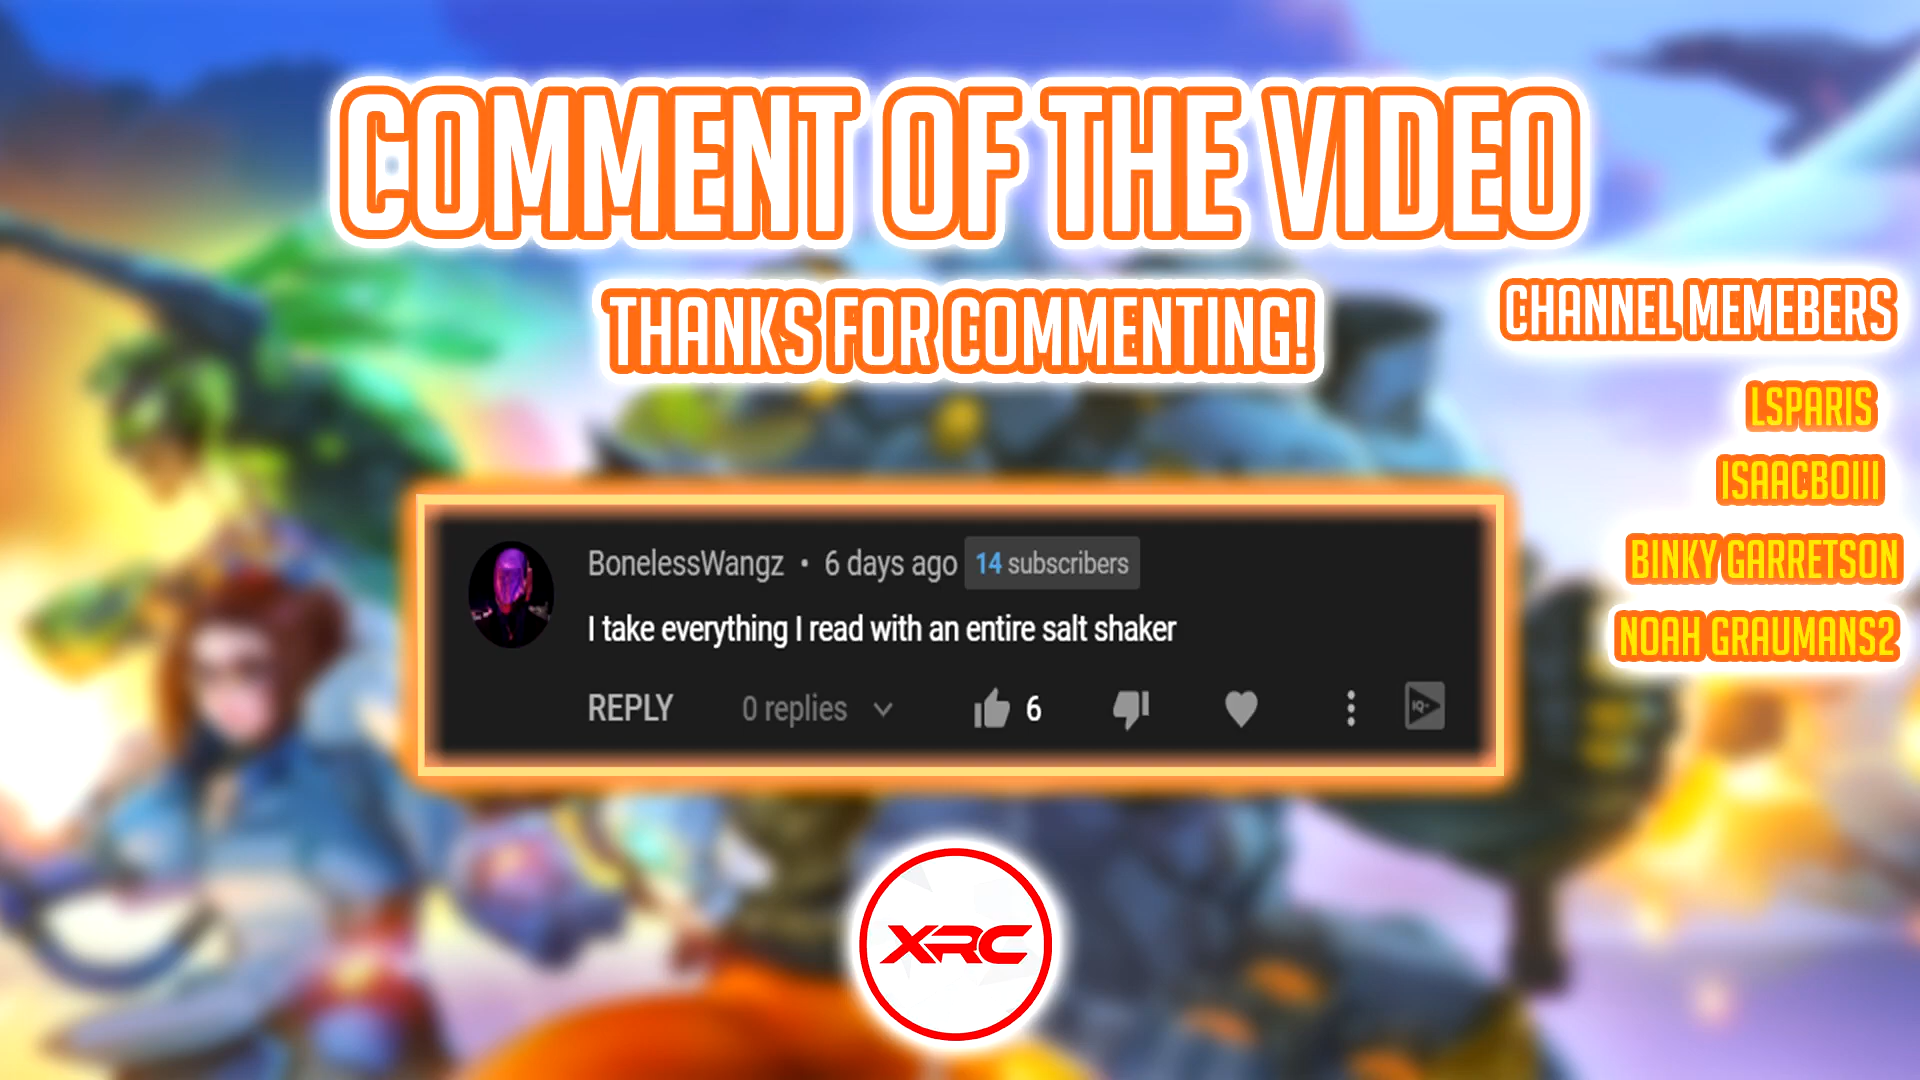 COMMENT OF THE VIDEO
THANKS FOR COMMENTING!
CHANNEL MEMEBERS
LSPARIS
ISAACBOIII
BINKY GARRETSON
NOAH GRAUMANS2
BonelessWangz • 6 days ago 14 subscribers
I take everything I read with an entire salt shaker
REPLY 0 replies 6
IQ+
XRC